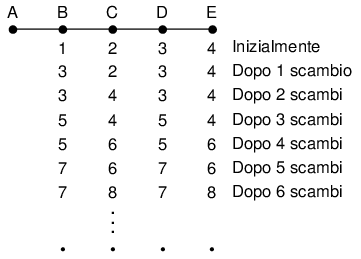 A B C D E
1 2 3 4 Inizialmente
3 2 3 4 Dopo 1 scambio
3 4 3 4 Dopo 2 scambi
5 4 5 4 Dopo 3 scambi
5 6 5 6 Dopo 4 scambi
7 6 7 6 Dopo 5 scambi
7 8 7 8 Dopo 6 scambi